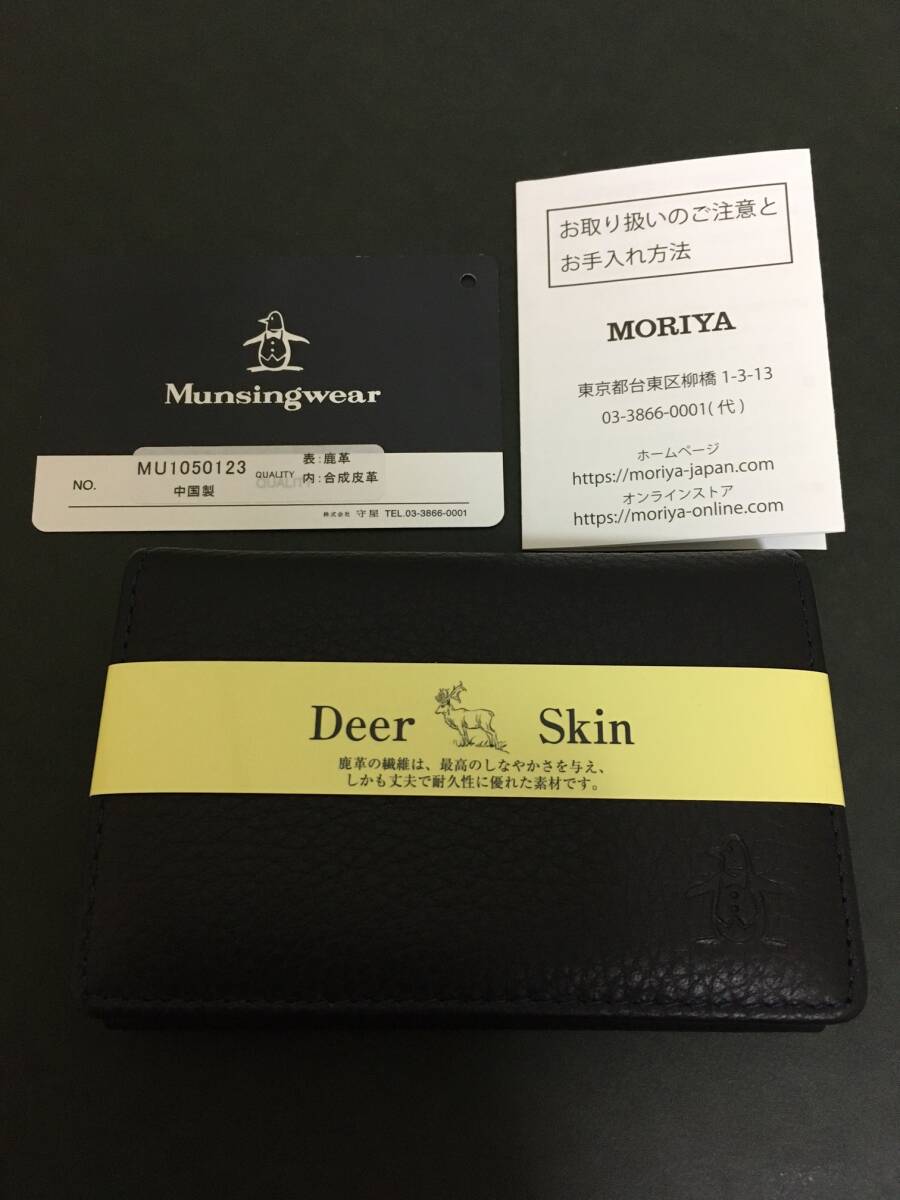 Munsingwear
NO. MU1050123
中国製
QUALITY
表:鹿革
内:合成皮革
株式会社 守屋 TEL.03-3866-0001
お取り扱いのご注意と
お手入れ方法
MORIYA
東京都台東区柳橋 1-3-13
03-3866-0001(代)
ホームページ
https://moriya-japan.com
オンラインストア
https://moriya-online.com
Deer Skin
鹿革の繊維は、最高のしなやかさを与え、
しかも丈夫で耐久性に優れた素材です。